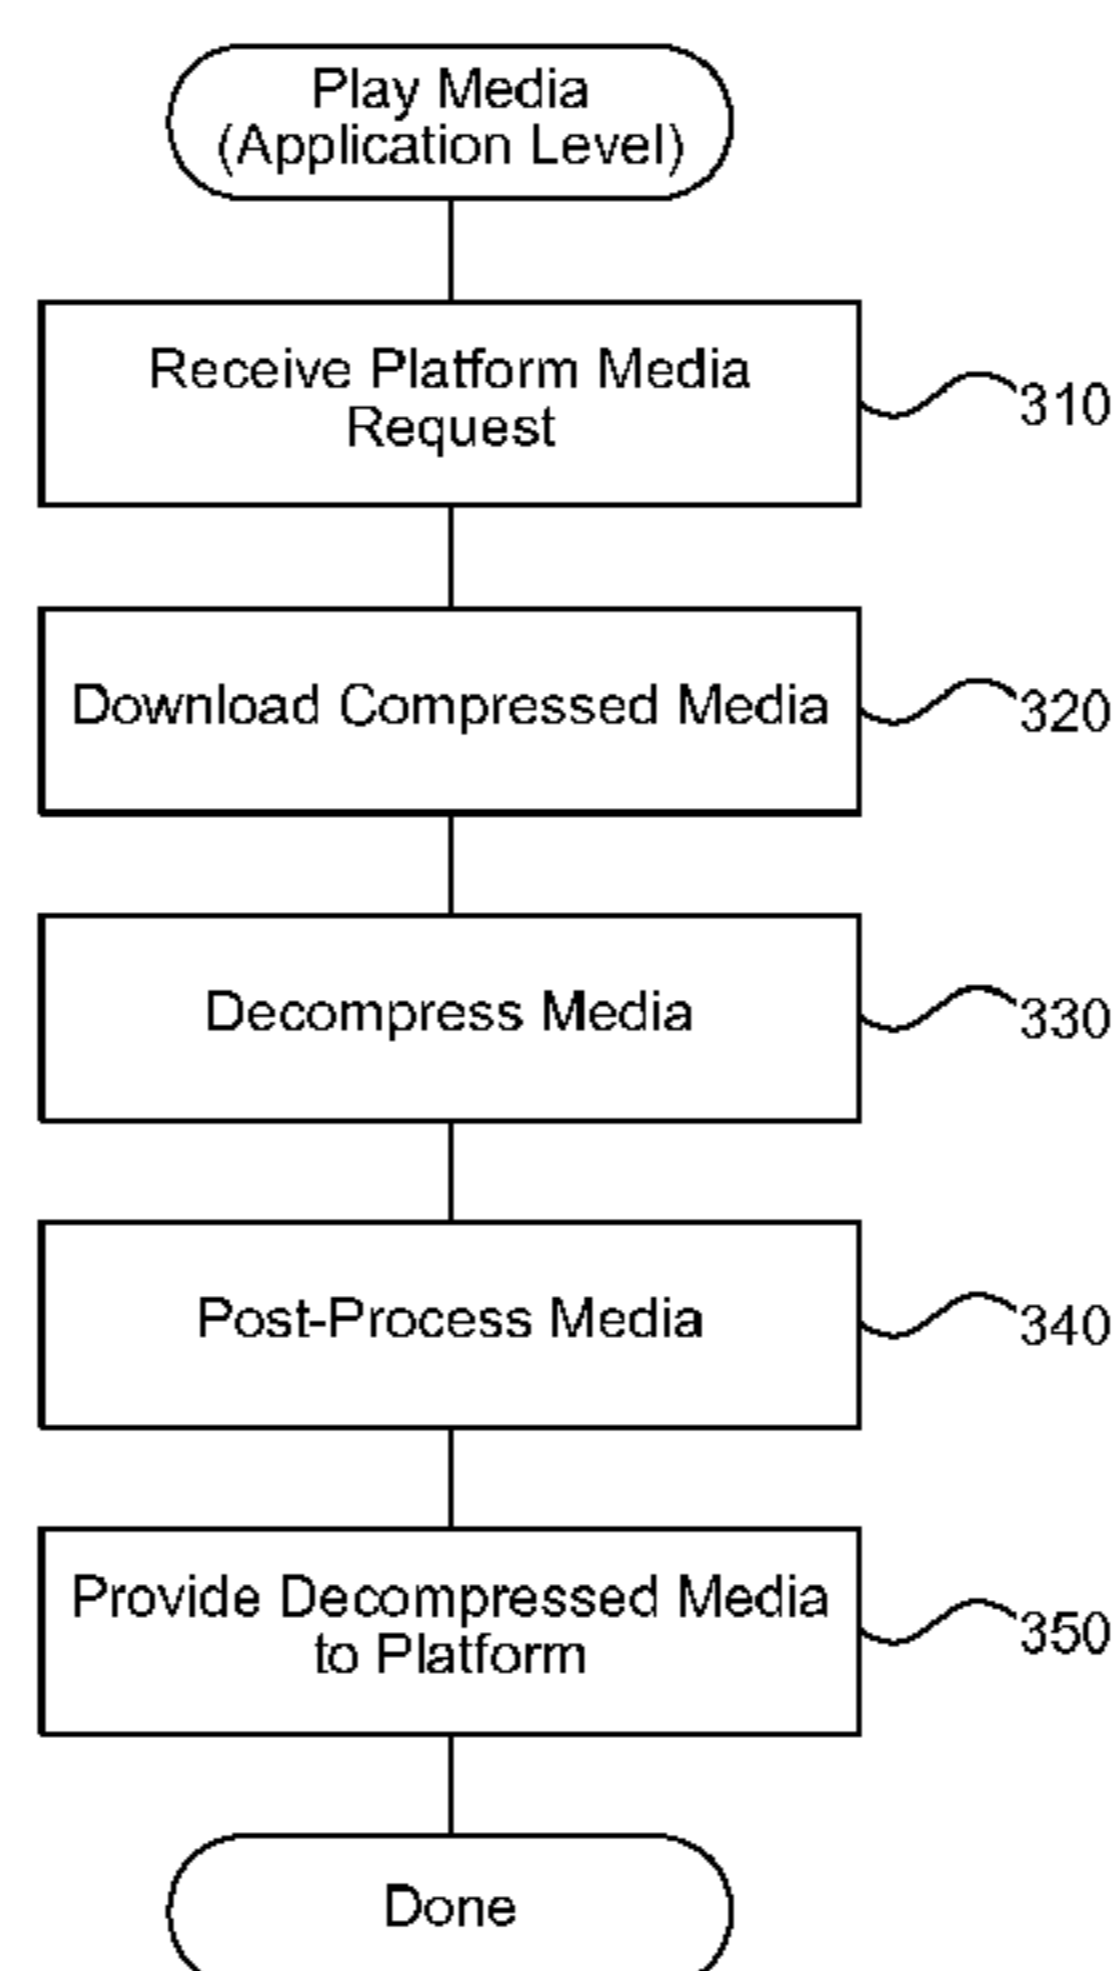 Play Media
(Application Level)
Receive Platform Media
Request
310
Download Compressed Media
320
Decompress Media
330
Post-Process Media
340
Provide Decompressed Media
to Platform
350
Done